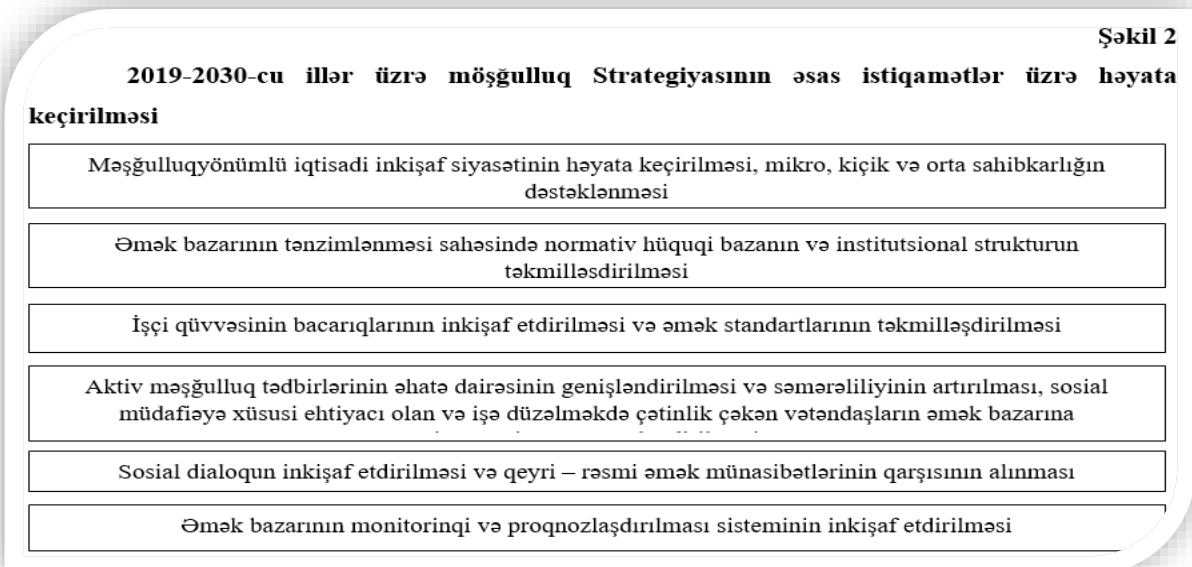 Şəkil 2
2019-2030-cu illər üzrə möşğulluq Strategiyasının əsas istiqamətlər üzrə həyata
keçirilməsi
Məşğulluqyönümlü iqtisadi inkişaf siyasətinin həyata keçirilməsi, mikro, kiçik və orta sahibkarlığın
dəstəklənməsi
Əmək bazarının tənzimlənməsi sahəsində normativ hüquqi bazanın və institutsional strukturun
təkmilləsdirilməsi
İşçi qüvvəsinin bacarıqlarının inkişaf etdirilməsi və əmək standartlarının təkmilləşdirilməsi
Aktiv məşğulluq tədbirlərinin əhatə dairəsinin genişləndirilməsi və səmərəliliyinin artırılması, sosial
müdafiəyə xüsusi ehtiyacı olan və işə düzəlməkdə çətinlik çəkən vətəndaşların əmək bazarına
Sosial dialoqun inkişaf etdirilməsi və qeyri – rəsmi əmək münasibətlərinin qarşısının alınması
Əmək bazarının monitorinqi və proqnozlaşdırılması sisteminin inkişaf etdirilməsi